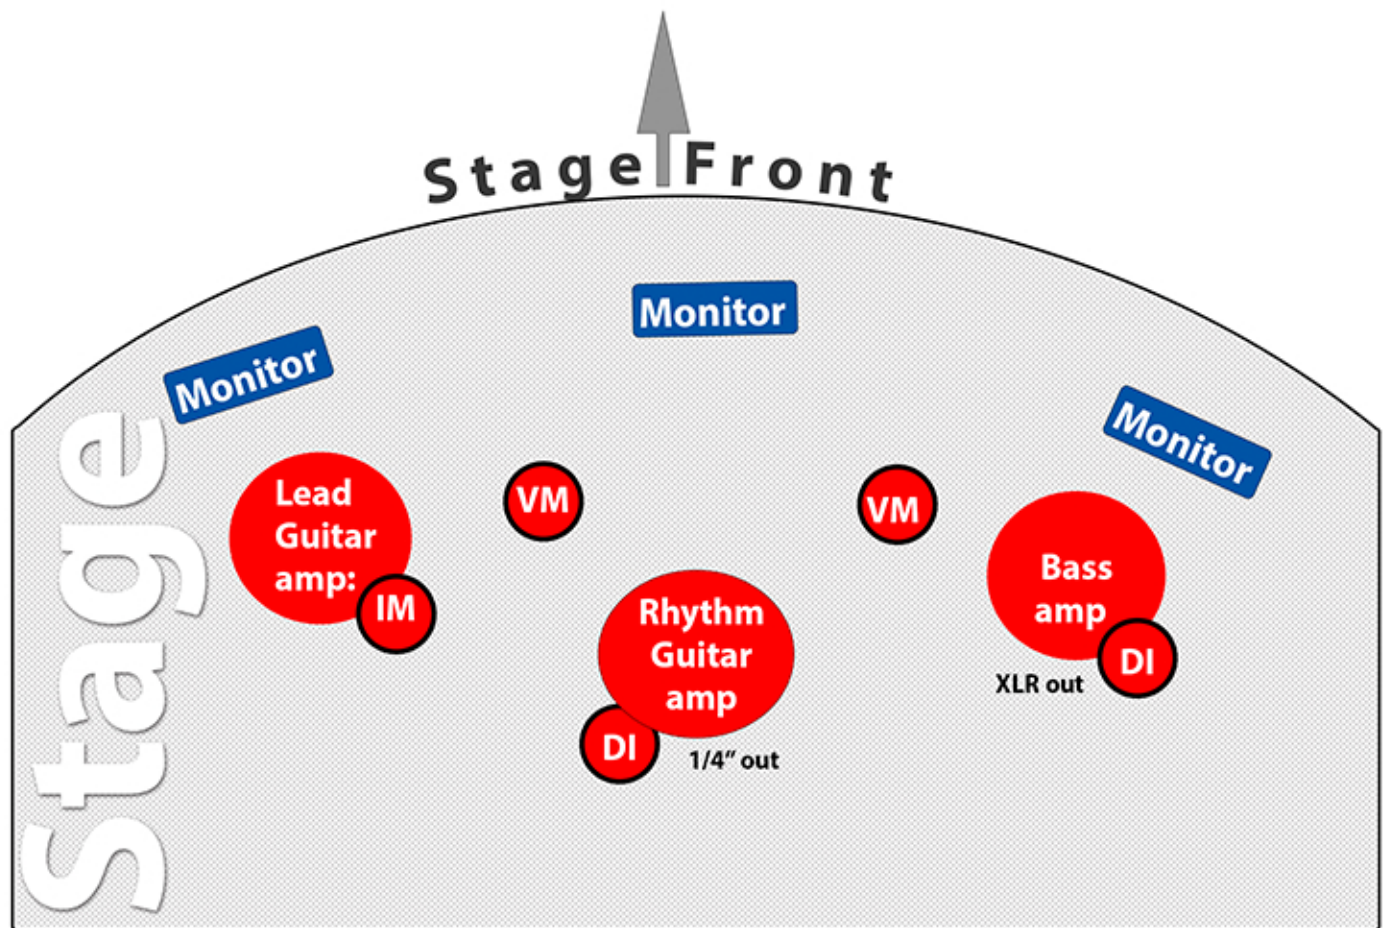 Stage Front
Monitor
Monitor
Monitor
Stage
Lead
Guitar
amp:
IM
VM
VM
Rhythm
Guitar
amp
DI
1/4” out
Bass
amp
DI
XLR out